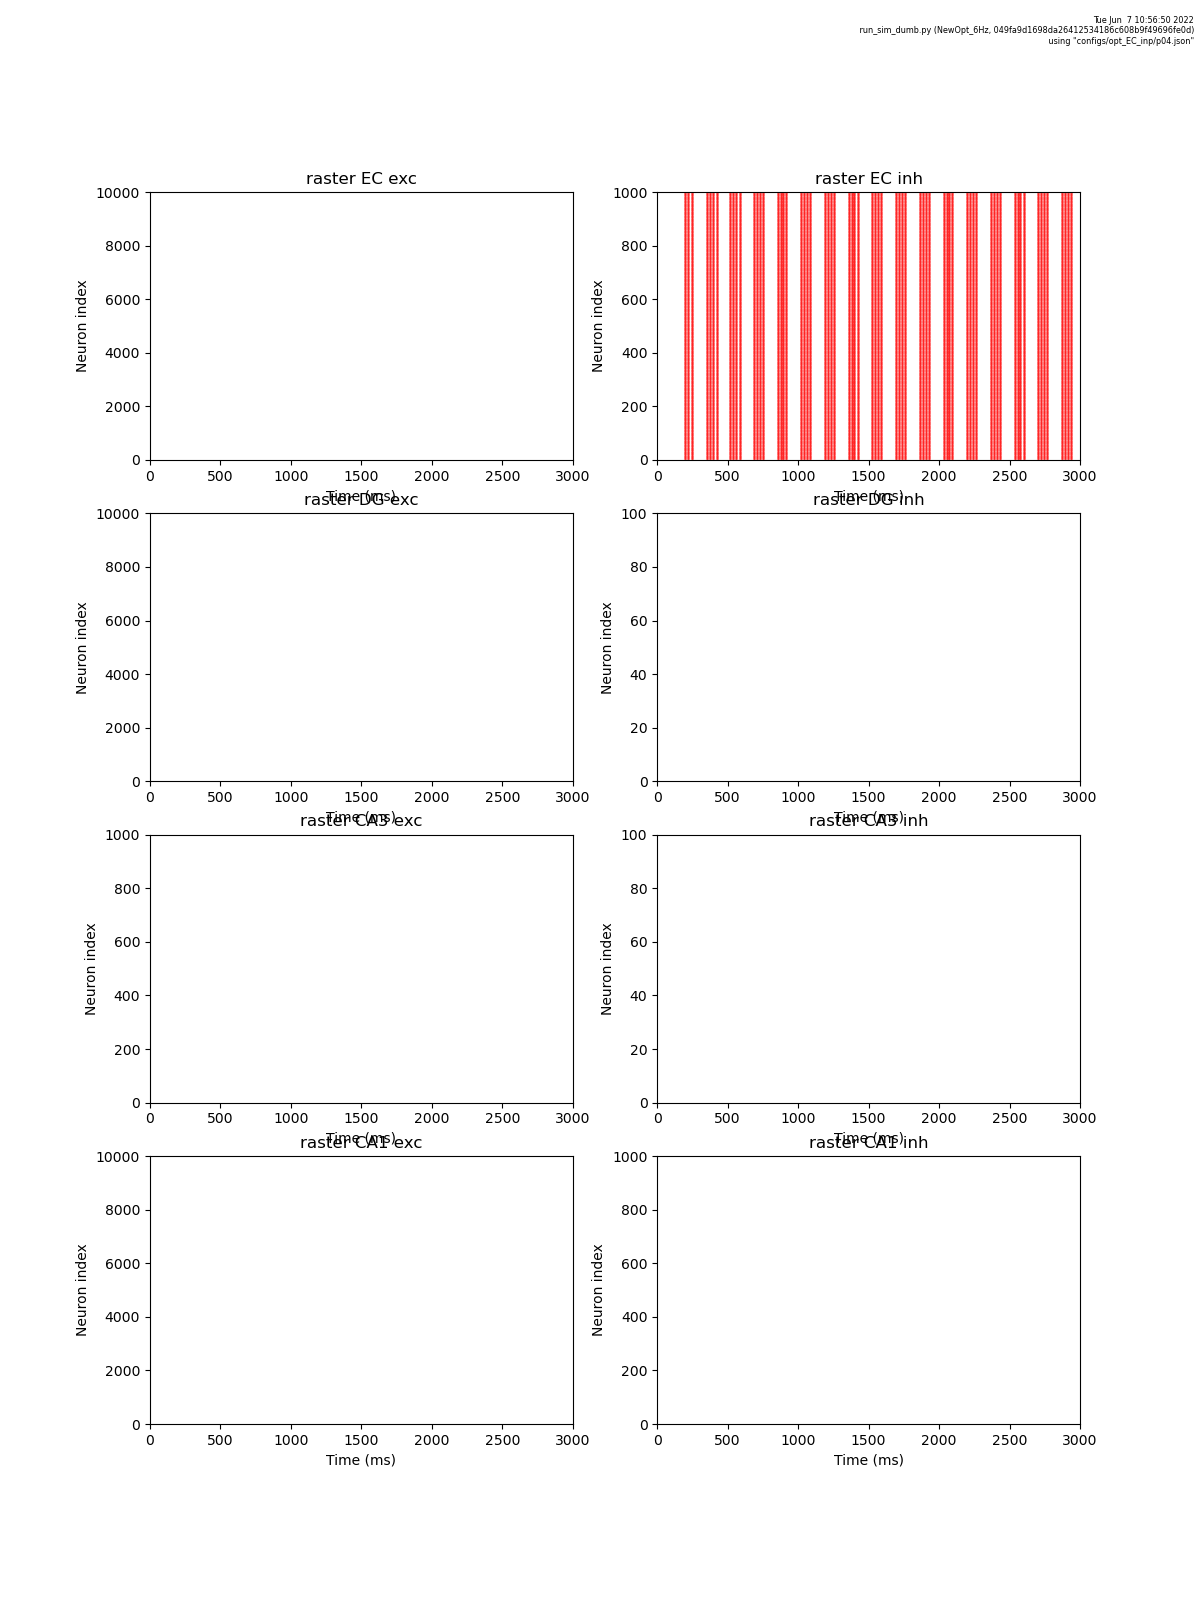 Tue Jun  7 10:56:50 2022
run_sim_dumb.py (NewOpt_6Hz, 049fa9d1698da26412534186c608b9f49696fe0d)
using "configs/opt_EC_inp/p04.json"
raster EC exc
10000
8000
6000
4000
2000
0
Neuron index
0 500 1000 1500 2000 2500 3000
Time (ms)
raster EC inh
1000
800
600
400
200
0
Neuron index
0 500 1000 1500 2000 2500 3000
Time (ms)
raster DG exc
10000
8000
6000
4000
2000
0
Neuron index
0 500 1000 1500 2000 2500 3000
Time (ms)
raster DG inh
100
80
60
40
20
0
Neuron index
0 500 1000 1500 2000 2500 3000
Time (ms)
raster CA3 exc
1000
800
600
400
200
0
Neuron index
0 500 1000 1500 2000 2500 3000
Time (ms)
raster CA3 inh
100
80
60
40
20
0
Neuron index
0 500 1000 1500 2000 2500 3000
Time (ms)
raster CA1 exc
10000
8000
6000
4000
2000
0
Neuron index
0 500 1000 1500 2000 2500 3000
Time (ms)
raster CA1 inh
1000
800
600
400
200
0
Neuron index
0 500 1000 1500 2000 2500 3000
Time (ms)